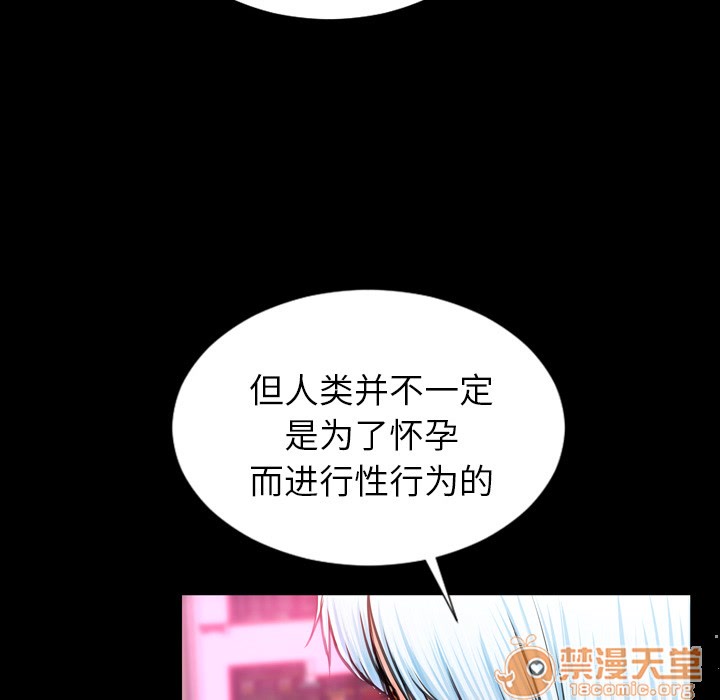 但人类并不一定
是为了怀孕
而进行性行为的
禁漫天堂
18comic.org